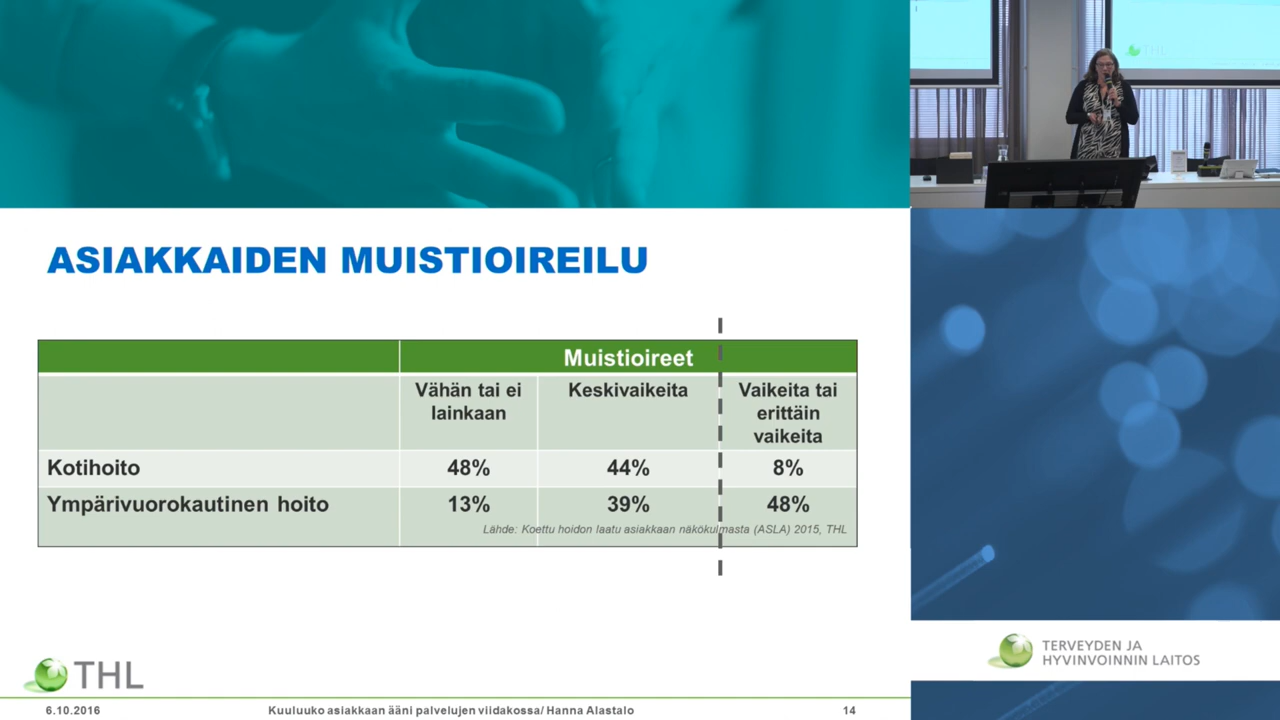 THL
ASIAKKAIDEN MUISTIOIREILU
Muistioireet
Vähän tai ei
lainkaan
Keskivaikeita
Vaikeita tai
erittäin
vaikeita
Kotihoito 48% 44% 8%
Ympärivuorokautinen hoito 13% 39% 48%
Lähde: Koettu hoidon laatu asiakkaan näkökulmasta (ASLA) 2015, THL
THL
TERVEYDEN JA
HYVINVOINNIN LAITOS
6.10.2016 Kuuluuko asiakkaan ääni palvelujen viidakossa/ Hanna Alastalo 14